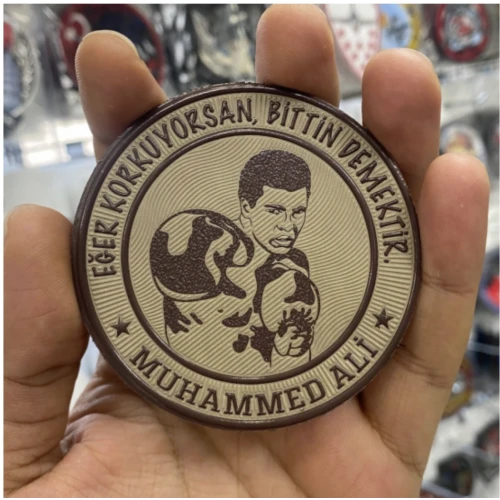 EĞER KORKUYORSAN, BİTTİN DEMEKTİR.
MUHAMMED ALİ